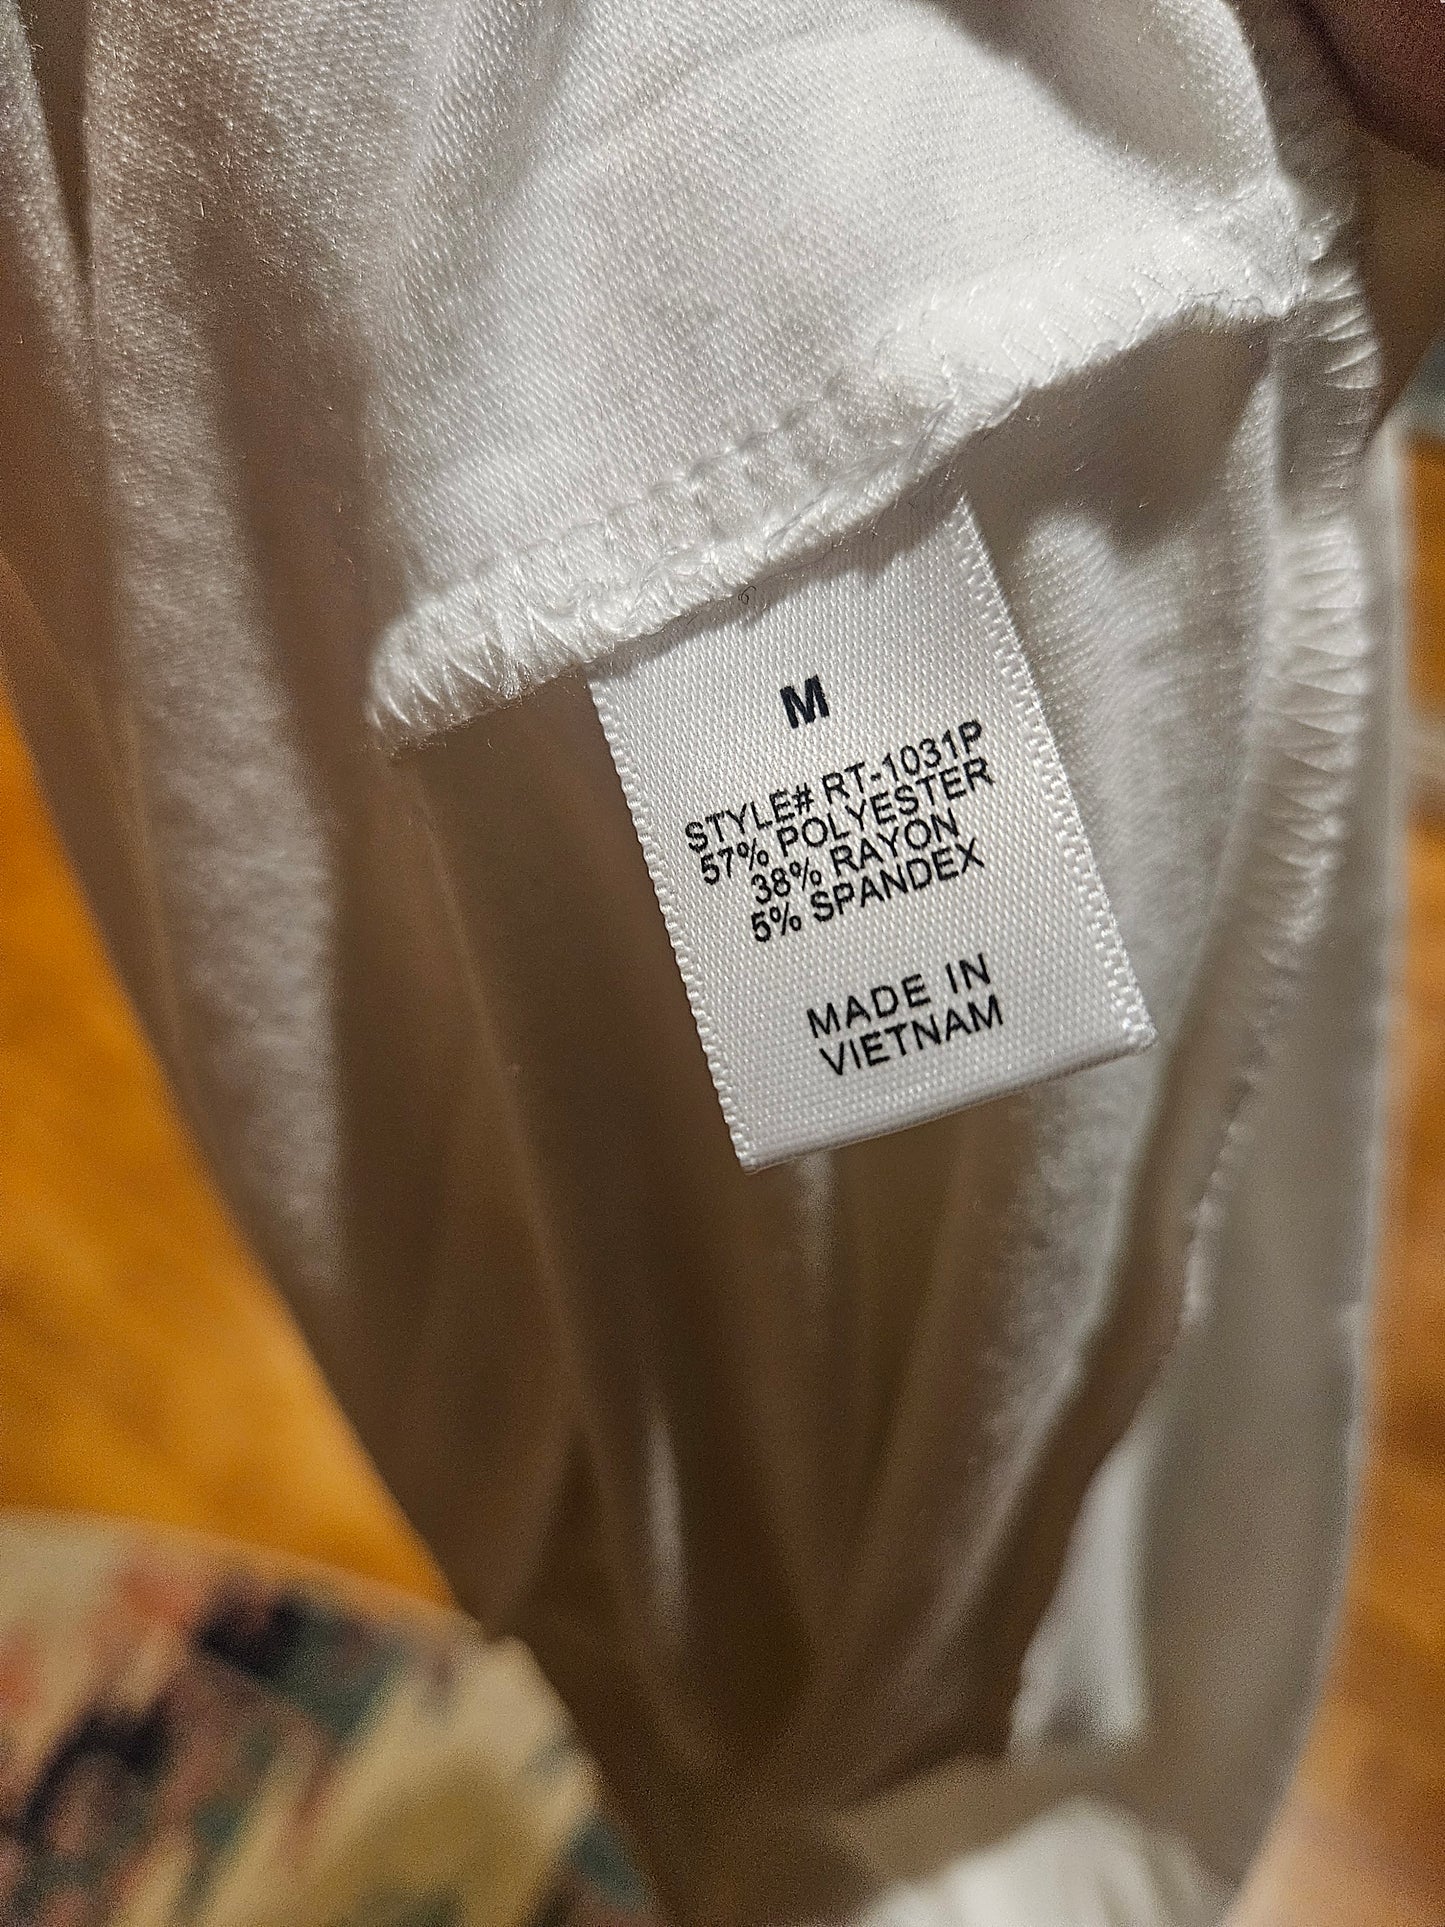 M
STYLE# RT-1031P
57% POLYESTER
38% RAYON
5% SPANDEX
MADE IN
VIETNAM